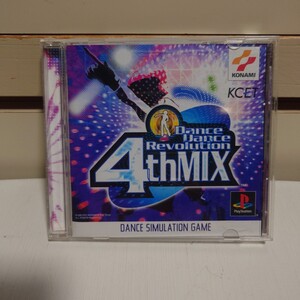 KONAMI
KCET
Dance
Dance
Revolution
4thMIX
PlayStation
DANCE SIMULATION GAME